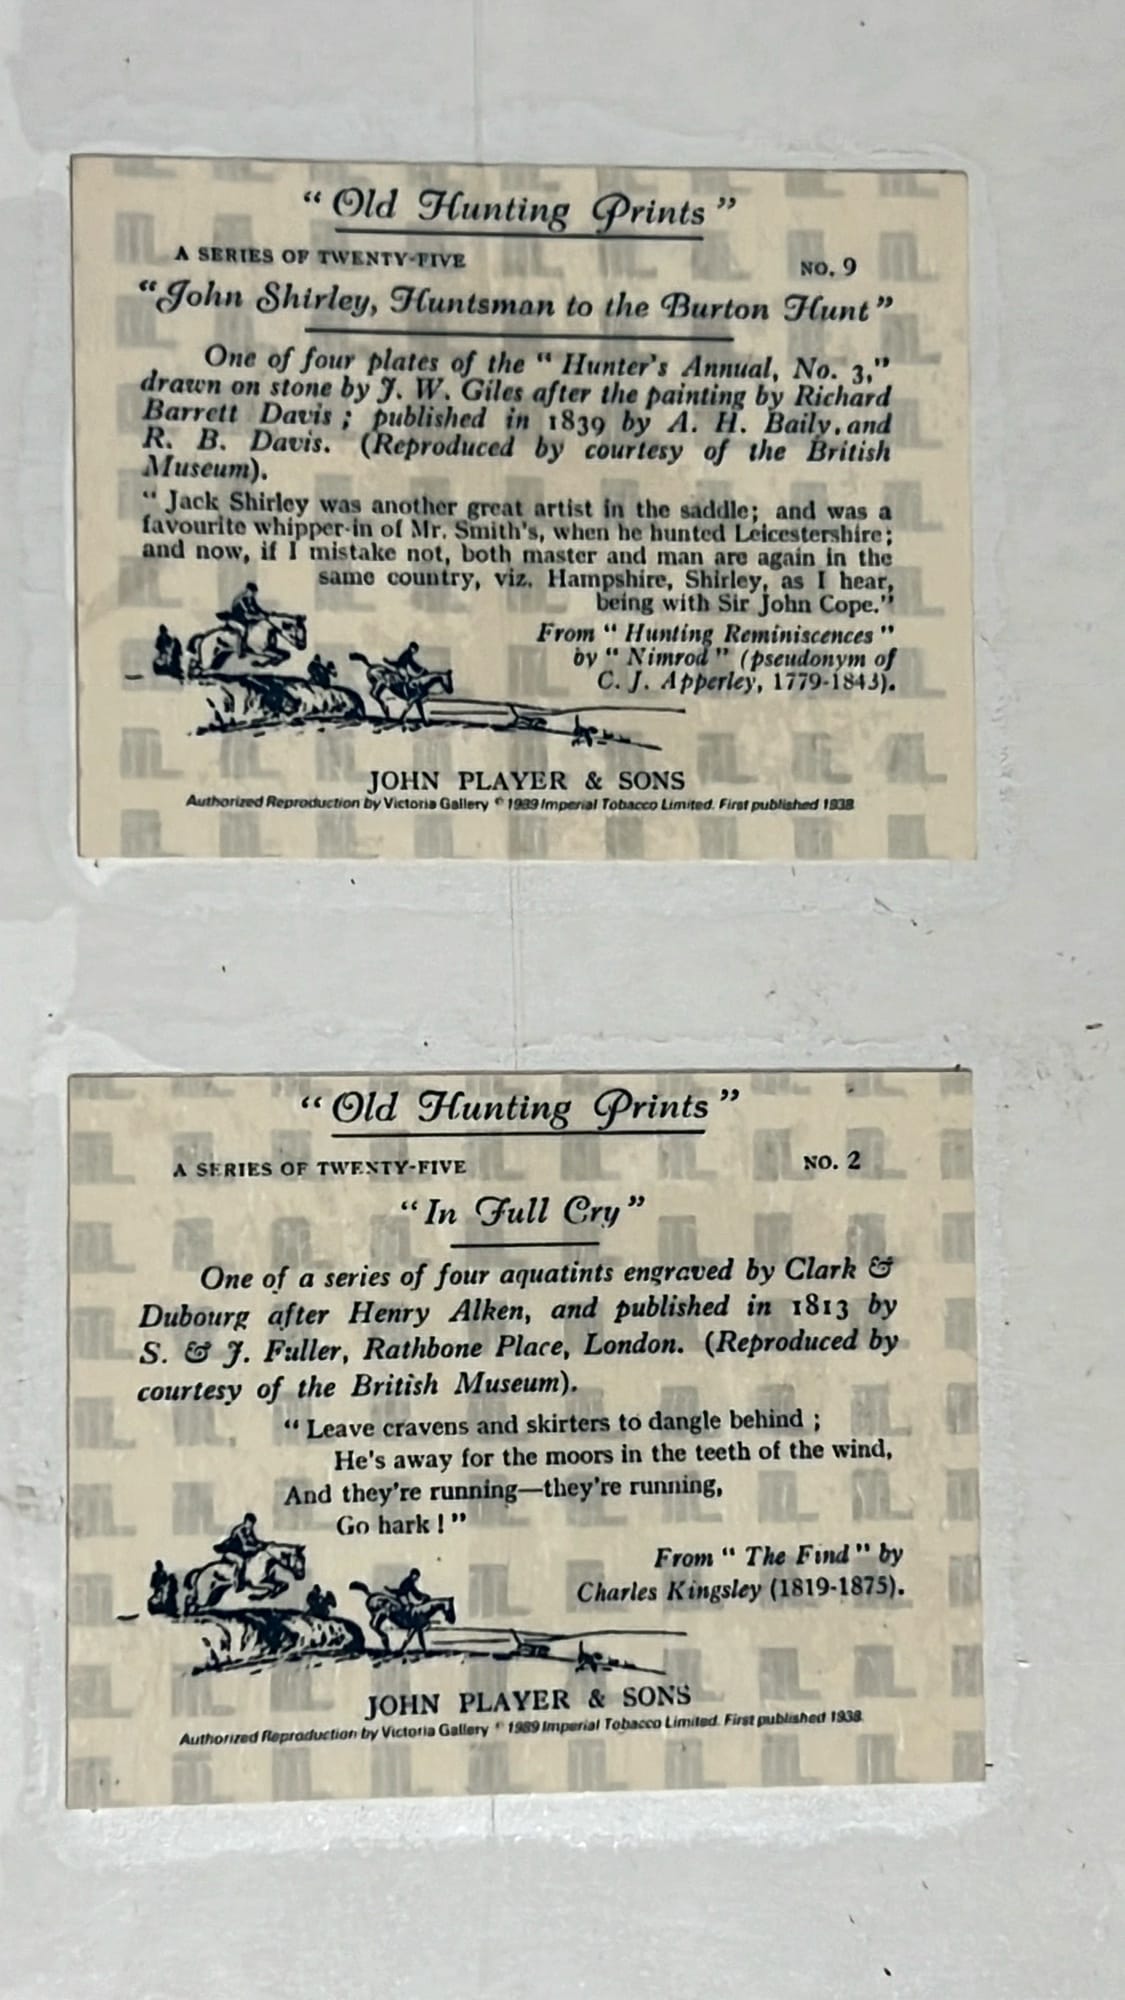 “Old Hunting Prints”
A SERIES OF TWENTY-FIVE NO. 9
“John Shirley, Huntsman to the Burton Hunt”
One of four plates of the “ Hunter's Annual, No. 3,”
drawn on stone by J. W. Giles after the painting by Richard
Barrett Davis ; published in 1839 by A. H. Baily, and
R. B. Davis. (Reproduced by courtesy of the British
Museum).
“ Jack Shirley was another great artist in the saddle; and was a
favourite whipper-in of Mr. Smith's, when he hunted Leicestershire;
and now, if I mistake not, both master and man are again in the
same country, viz. Hampshire, Shirley, as I hear,
being with Sir John Cope.”
From “ Hunting Reminiscences ”
by “ Nimrod ” (pseudonym of
C. J. Apperley, 1779-1843).
JOHN PLAYER & SONS
Authorized Reproduction by Victoria Gallery © 1989 Imperial Tobacco Limited. First published 1938
“Old Hunting Prints”
A SERIES OF TWENTY-FIVE NO. 2
“In Full Cry”
One of a series of four aquatints engraved by Clark &
Dubourg after Henry Alken, and published in 1813 by
S. & J. Fuller, Rathbone Place, London. (Reproduced by
courtesy of the British Museum).
“ Leave cravens and skirters to dangle behind ;
He's away for the moors in the teeth of the wind,
And they're running—they're running,
Go hark ! ”
From “ The Find ” by
Charles Kingsley (1819-1875).
JOHN PLAYER & SONS
Authorized Reproduction by Victoria Gallery © 1989 Imperial Tobacco Limited. First published 1938